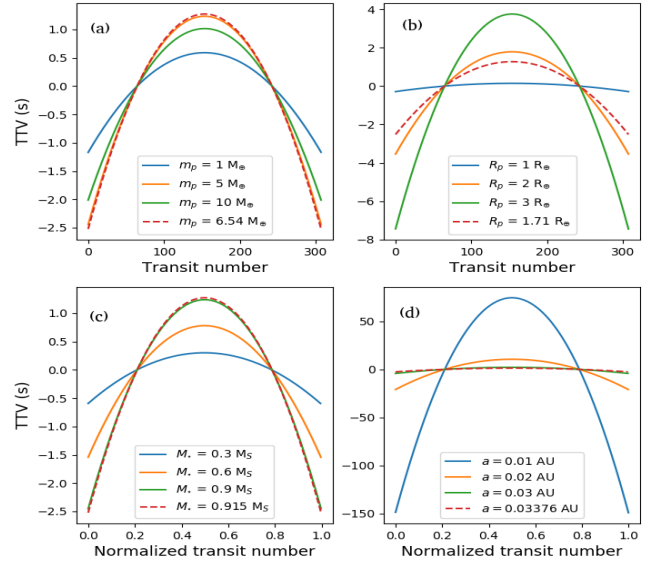 (a)
TTV (s)
1.0
0.5
0.0
-0.5
-1.0
-1.5
-2.0
-2.5
m_p = 1 M⊕
m_p = 5 M⊕
m_p = 10 M⊕
m_p = 6.54 M⊕
0 100 200 300
Transit number
(b)
4
2
0
-2
-4
-6
-8
R_p = 1 R⊕
R_p = 2 R⊕
R_p = 3 R⊕
R_p = 1.71 R⊕
0 100 200 300
Transit number
(c)
TTV (s)
1.0
0.5
0.0
-0.5
-1.0
-1.5
-2.0
-2.5
M⋆ = 0.3 M_S
M⋆ = 0.6 M_S
M⋆ = 0.9 M_S
M⋆ = 0.915 M_S
0.0 0.2 0.4 0.6 0.8 1.0
Normalized transit number
(d)
50
0
-50
-100
-150
a = 0.01 AU
a = 0.02 AU
a = 0.03 AU
a = 0.03376 AU
0.0 0.2 0.4 0.6 0.8 1.0
Normalized transit number